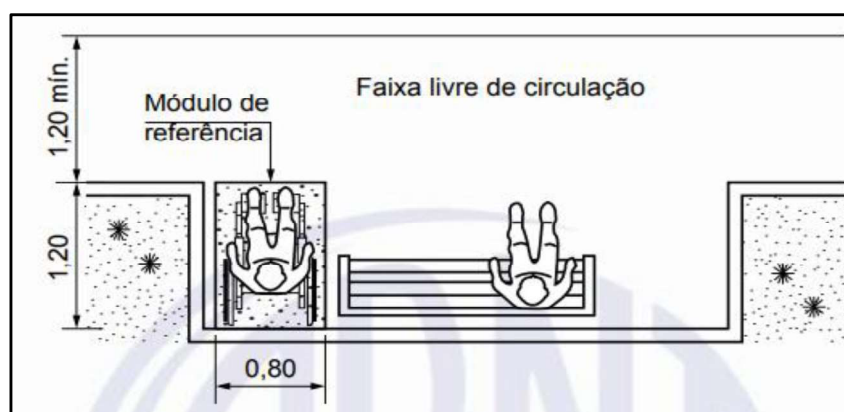 1,20 mín.
Faixa livre de circulação
Módulo de
referência
1,20
0,80